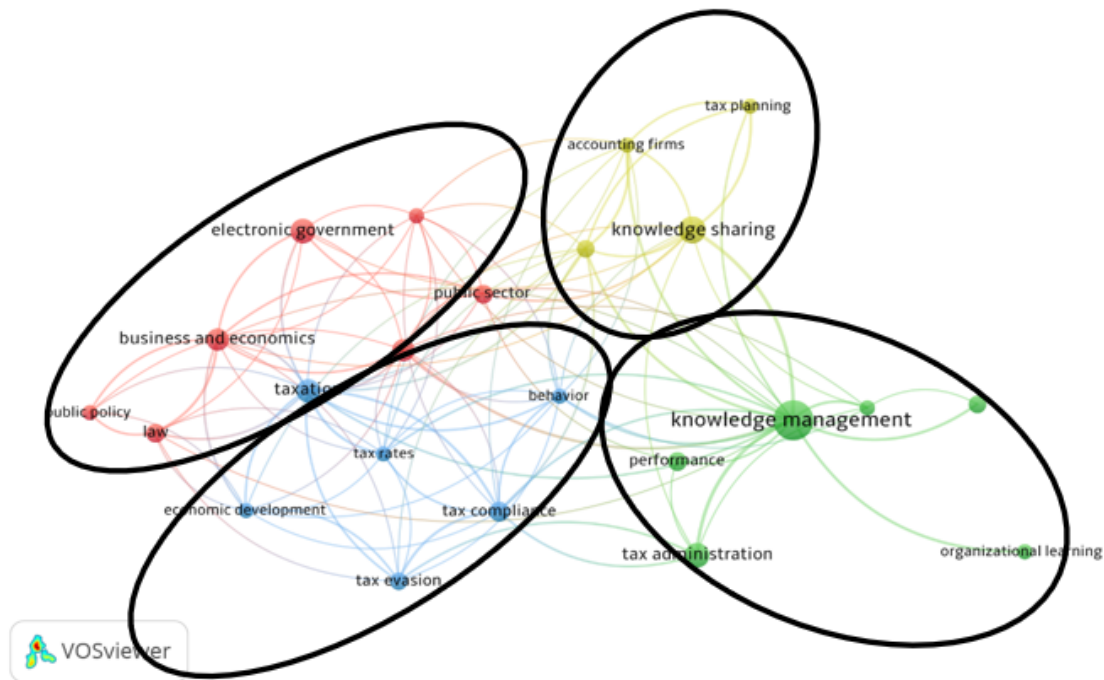 tax planning
accounting firms
electronic government
knowledge sharing
public sector
business and economics
taxation
behavior
public policy
knowledge management
law
tax rates
performance
economic development
tax compliance
tax administration
organizational learning
tax evasion
VOSviewer